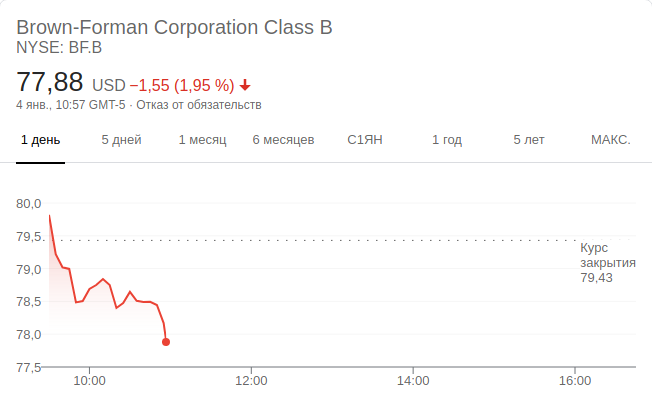 Brown-Forman Corporation Class B
NYSE: BF.B
77,88 USD −1,55 (1,95 %)
4 янв., 10:57 GMT-5 · Отказ от обязательств
1 день 5 дней 1 месяц 6 месяцев С1ЯН 1 год 5 лет МАКС.
80,0
79,5
Курс
закрытия
79,43
79,0
78,5
78,0
77,5
10:00 12:00 14:00 16:00